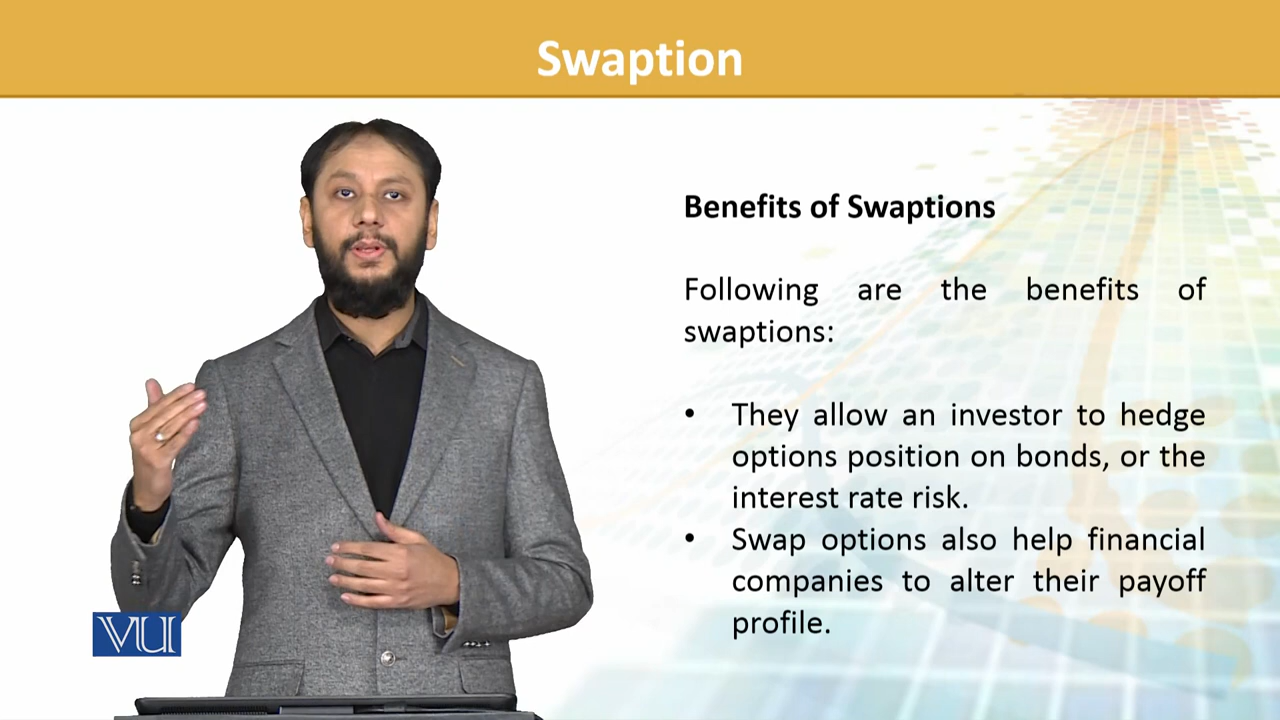 Swaption
Benefits of Swaptions
Following are the benefits of
swaptions:
• They allow an investor to hedge
options position on bonds, or the
interest rate risk.
• Swap options also help financial
companies to alter their payoff
profile.
VU